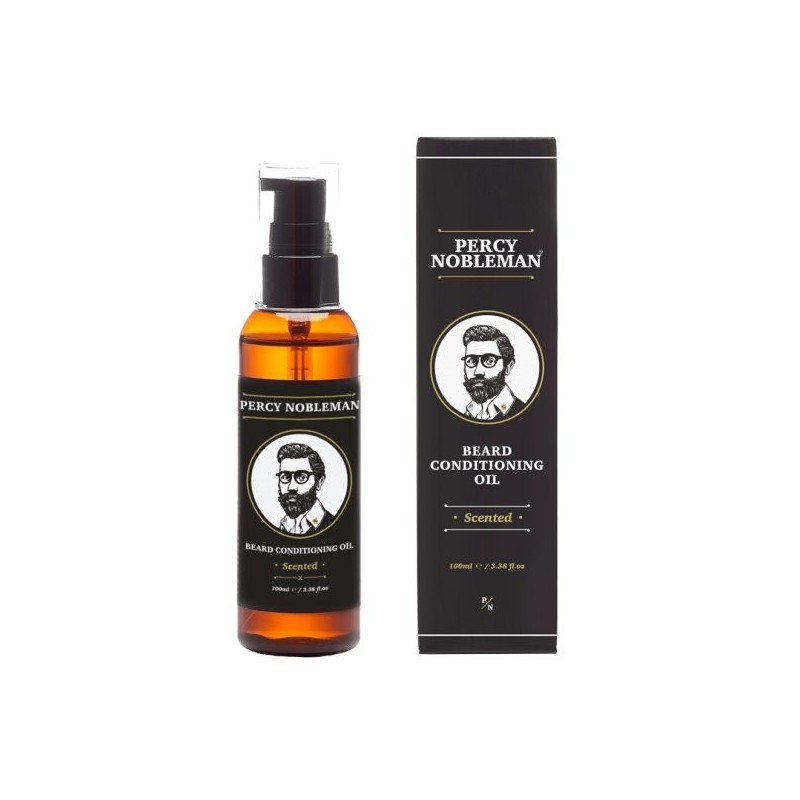 PERCY NOBLEMAN
BEARD CONDITIONING OIL
Scented
100ml ℮ / 3.38 fl.oz
PERCY
NOBLEMAN
BEARD
CONDITIONING
OIL
Scented
100ml ℮ / 3.38 fl.oz
P/N